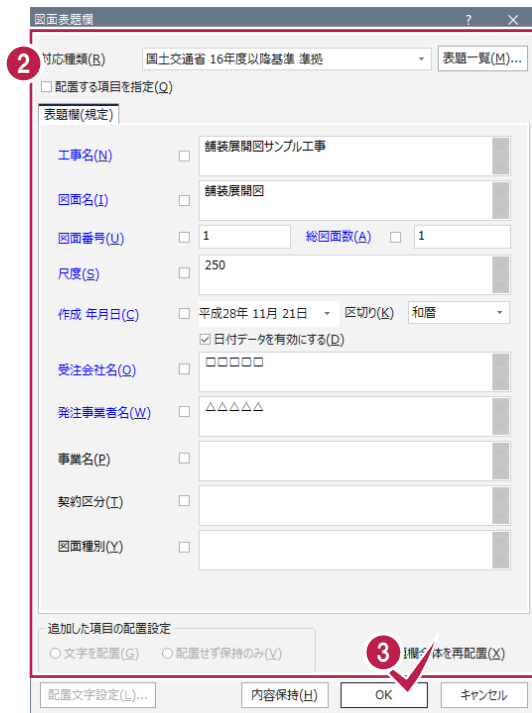 図面表題欄 ? ×
2
対応種類(R) 国土交通省 16年度以降基準 準拠 表題一覧(M)...
配置する項目を指定(O)
表題欄(規定)
工事名(N) 舗装展開図サンプル工事
図面名(I) 舗装展開図
図面番号(U) 1 総図面数(A) 1
尺度(S) 250
作成 年月日(C) 平成28年 11月 21日 区切り(K) 和暦
日付データを有効にする(D)
受注会社名(O) □□□□□
発注事業者名(W) △△△△△
事業名(P)
契約区分(T)
図面種別(Y)
追加した項目の配置設定
文字を配置(G) 配置せず保持のみ(V) 3 体を再配置(X)
配置文字設定(L)... 内容保持(H) OK キャンセル